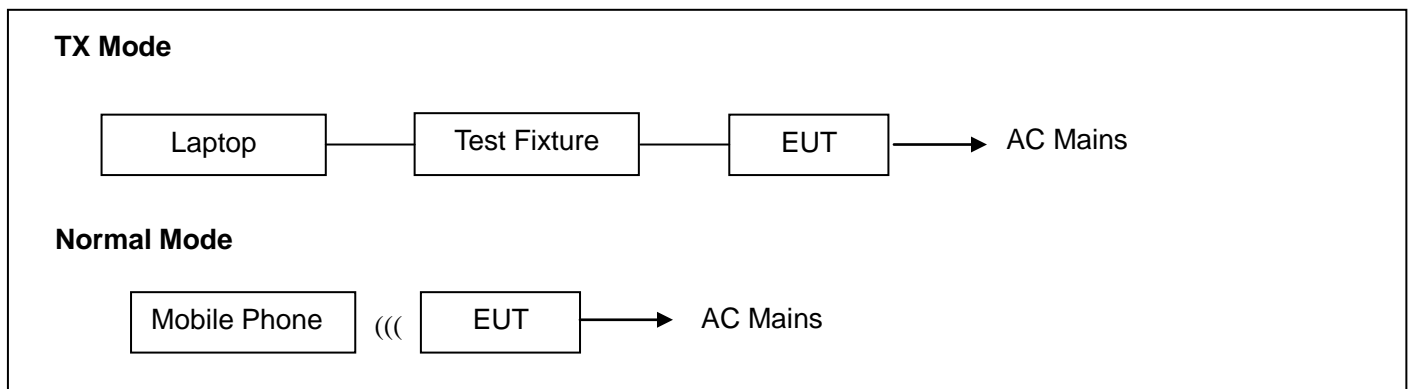 TX Mode
Laptop Test Fixture EUT AC Mains
Normal Mode
Mobile Phone ((( EUT AC Mains